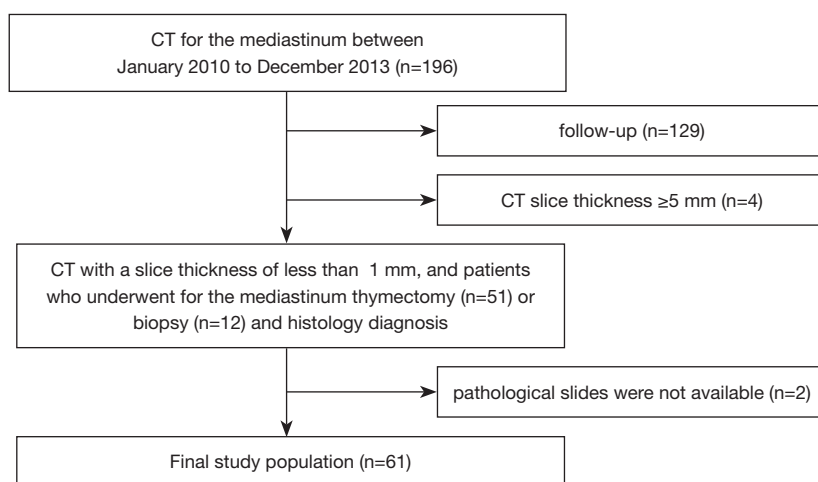 CT for the mediastinum between
January 2010 to December 2013 (n=196)
follow-up (n=129)
CT slice thickness ≥5 mm (n=4)
CT with a slice thickness of less than 1 mm, and patients
who underwent for the mediastinum thymectomy (n=51) or
biopsy (n=12) and histology diagnosis
pathological slides were not available (n=2)
Final study population (n=61)